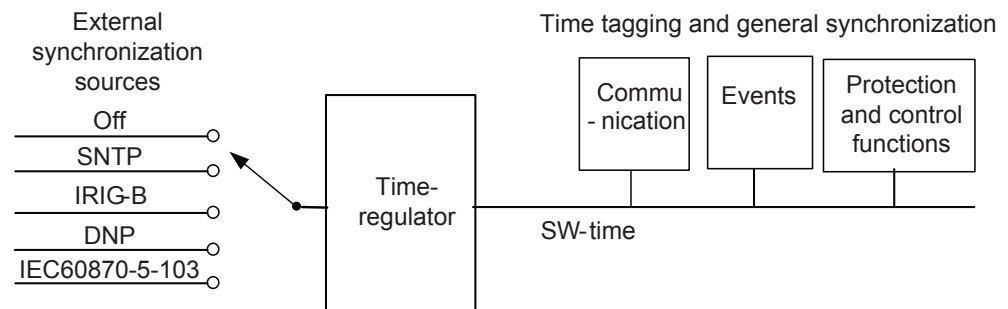 External
synchronization
sources
Off
SNTP
IRIG-B
DNP
IEC60870-5-103
Time-
regulator
Time tagging and general synchronization
Commu
- nication
Events
Protection
and control
functions
SW-time